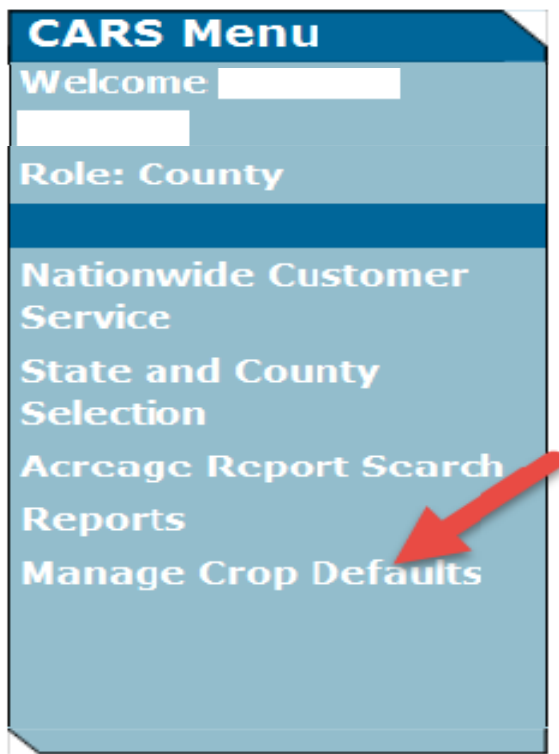 CARS Menu
Welcome
Role: County
Nationwide Customer
Service
State and County
Selection
Acreage Report Search
Reports
Manage Crop Defaults